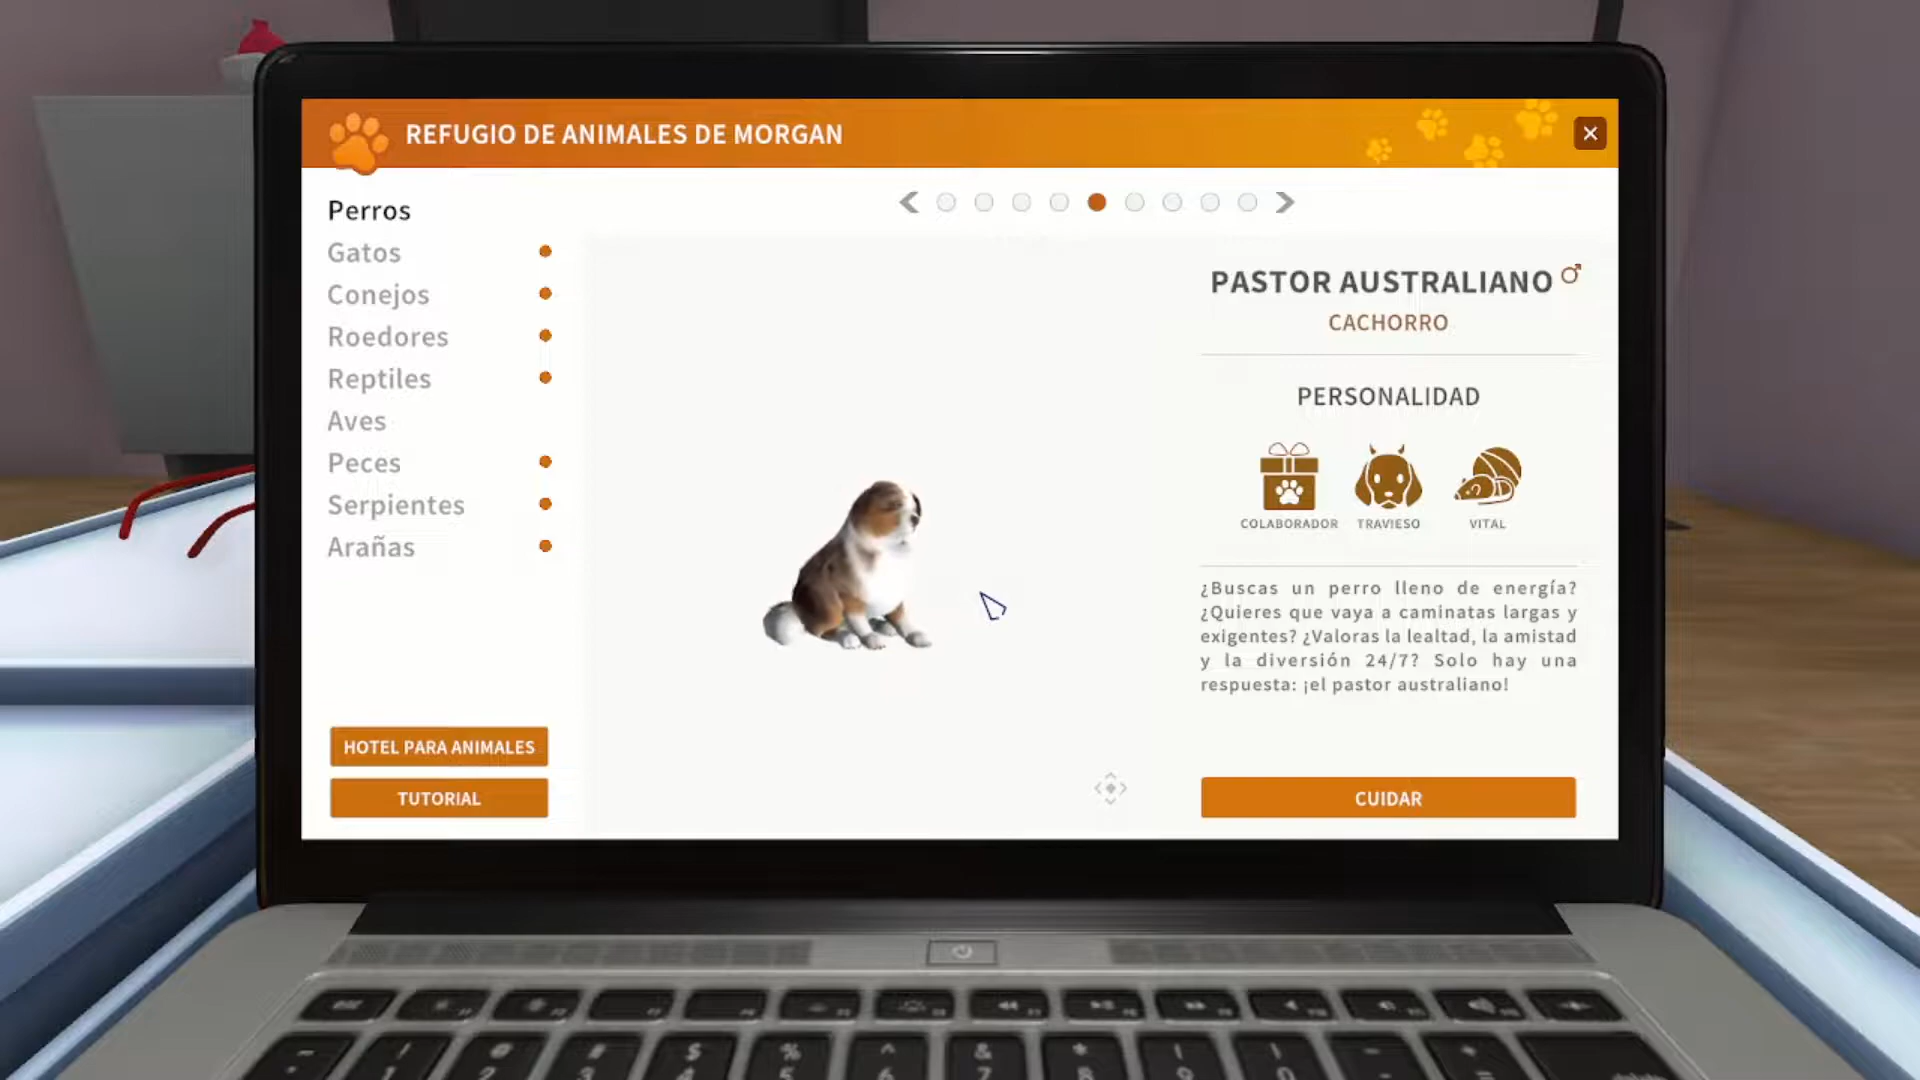 REFUGIO DE ANIMALES DE MORGAN
Perros
Gatos
Conejos
Roedores
Reptiles
Aves
Peces
Serpientes
Arañas
HOTEL PARA ANIMALES
TUTORIAL
PASTOR AUSTRALIANO
CACHORRO
PERSONALIDAD
COLABORADOR TRAVIESO VITAL
¿Buscas un perro lleno de energía?
¿Quieres que vaya a caminatas largas y
exigentes? ¿Valoras la lealtad, la amistad
y la diversión 24/7? Solo hay una
respuesta: ¡el pastor australiano!
CUIDAR